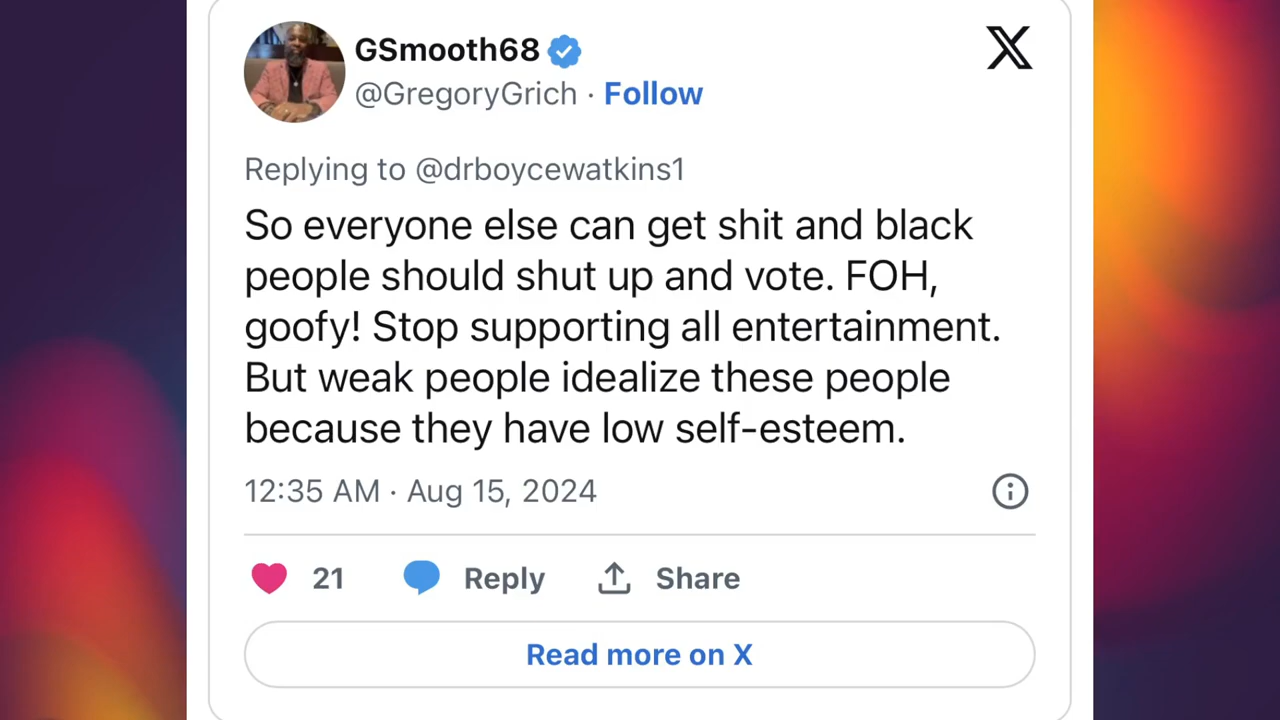 GSmooth68
@GregoryGrich · Follow
Replying to @drboycewatkins1
So everyone else can get shit and black
people should shut up and vote. FOH,
goofy! Stop supporting all entertainment.
But weak people idealize these people
because they have low self-esteem.
12:35 AM · Aug 15, 2024
21 Reply Share
Read more on X